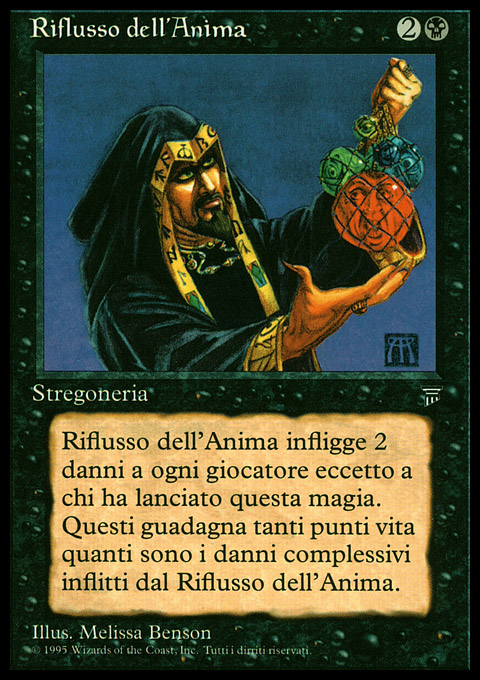 Riflusso dell'Anima 2
Stregoneria
Riflusso dell'Anima infligge 2
danni a ogni giocatore eccetto a
chi ha lanciato questa magia.
Questi guadagna tanti punti vita
quanti sono i danni complessivi
inflitti dal Riflusso dell'Anima.
Illus. Melissa Benson
© 1995 Wizards of the Coast, Inc. Tutti i dirriti riservati.